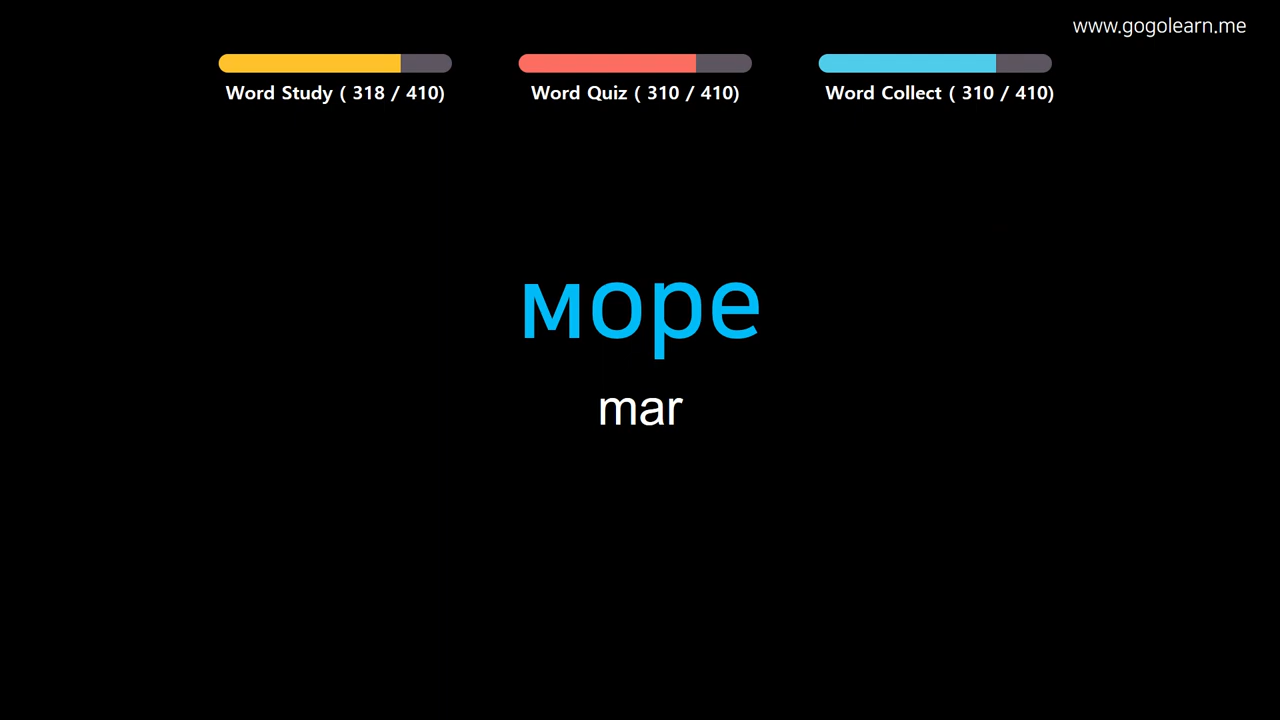 www.gogolearn.me
Word Study ( 318 / 410)
Word Quiz ( 310 / 410)
Word Collect ( 310 / 410)
море
mar